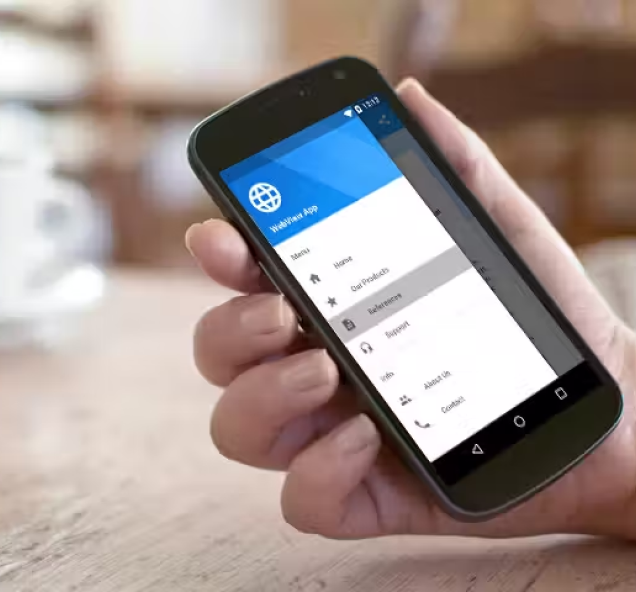 12:12
WebView App
Menu
Home
Our Products
Reference
Support
Info
About Us
Contact